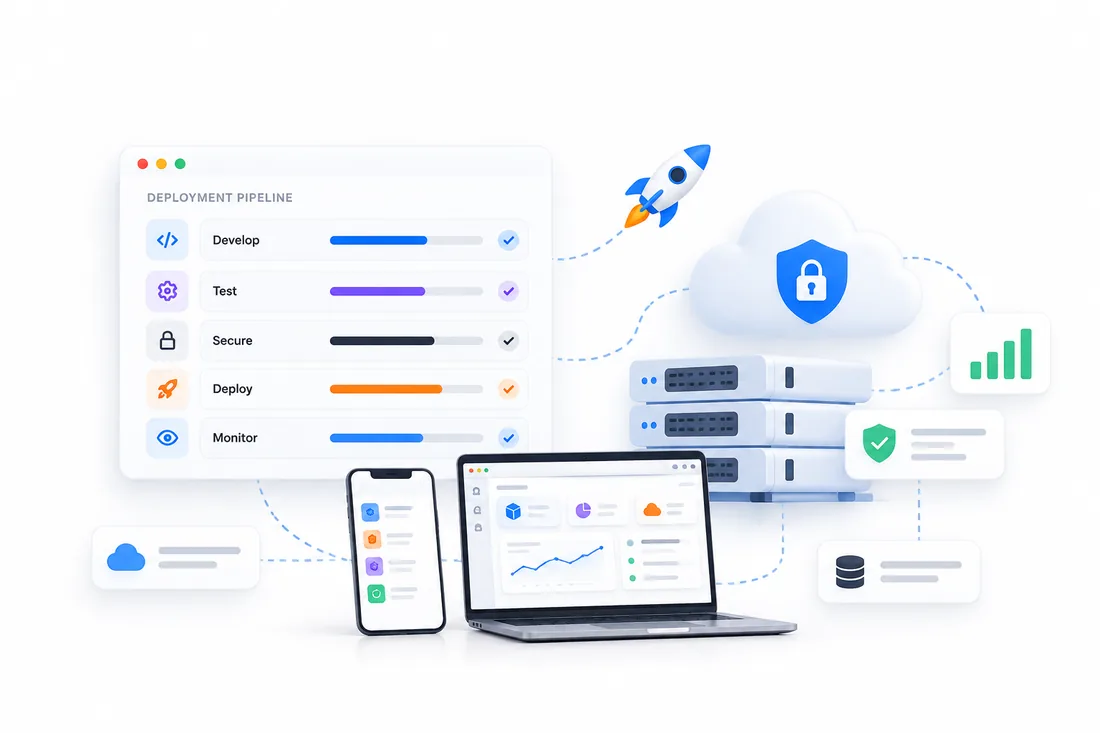 DEPLOYMENT PIPELINE
Develop
Test
Secure
Deploy
Monitor